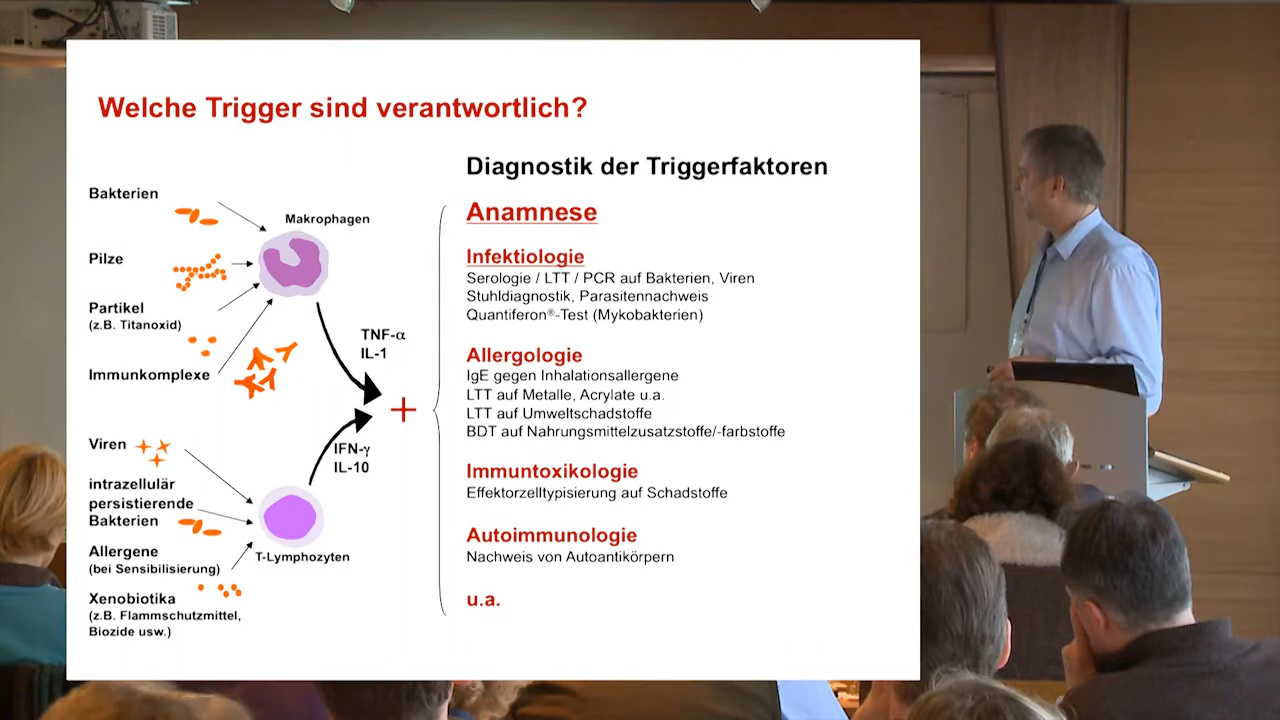 Welche Trigger sind verantwortlich?
Bakterien
Pilze
Partikel
(z.B. Titanoxid)
Immunkomplexe
Makrophagen
TNF-α
IL-1
Viren
intrazellulär
persistierende
Bakterien
Allergene
(bei Sensibilisierung)
Xenobiotika
(z.B. Flammschutzmittel,
Biozide usw.)
IFN-γ
IL-10
T-Lymphozyten
+
Diagnostik der Triggerfaktoren
Anamnese
Infektiologie
Serologie / LTT / PCR auf Bakterien, Viren
Stuhldiagnostik, Parasitennachweis
Quantiferon®-Test (Mykobakterien)
Allergologie
IgE gegen Inhalationsallergene
LTT auf Metalle, Acrylate u.a.
LTT auf Umweltschadstoffe
BDT auf Nahrungsmittelzusatzstoffe/-farbstoffe
Immuntoxikologie
Effektorzelltypisierung auf Schadstoffe
Autoimmunologie
Nachweis von Autoantikörpern
u.a.